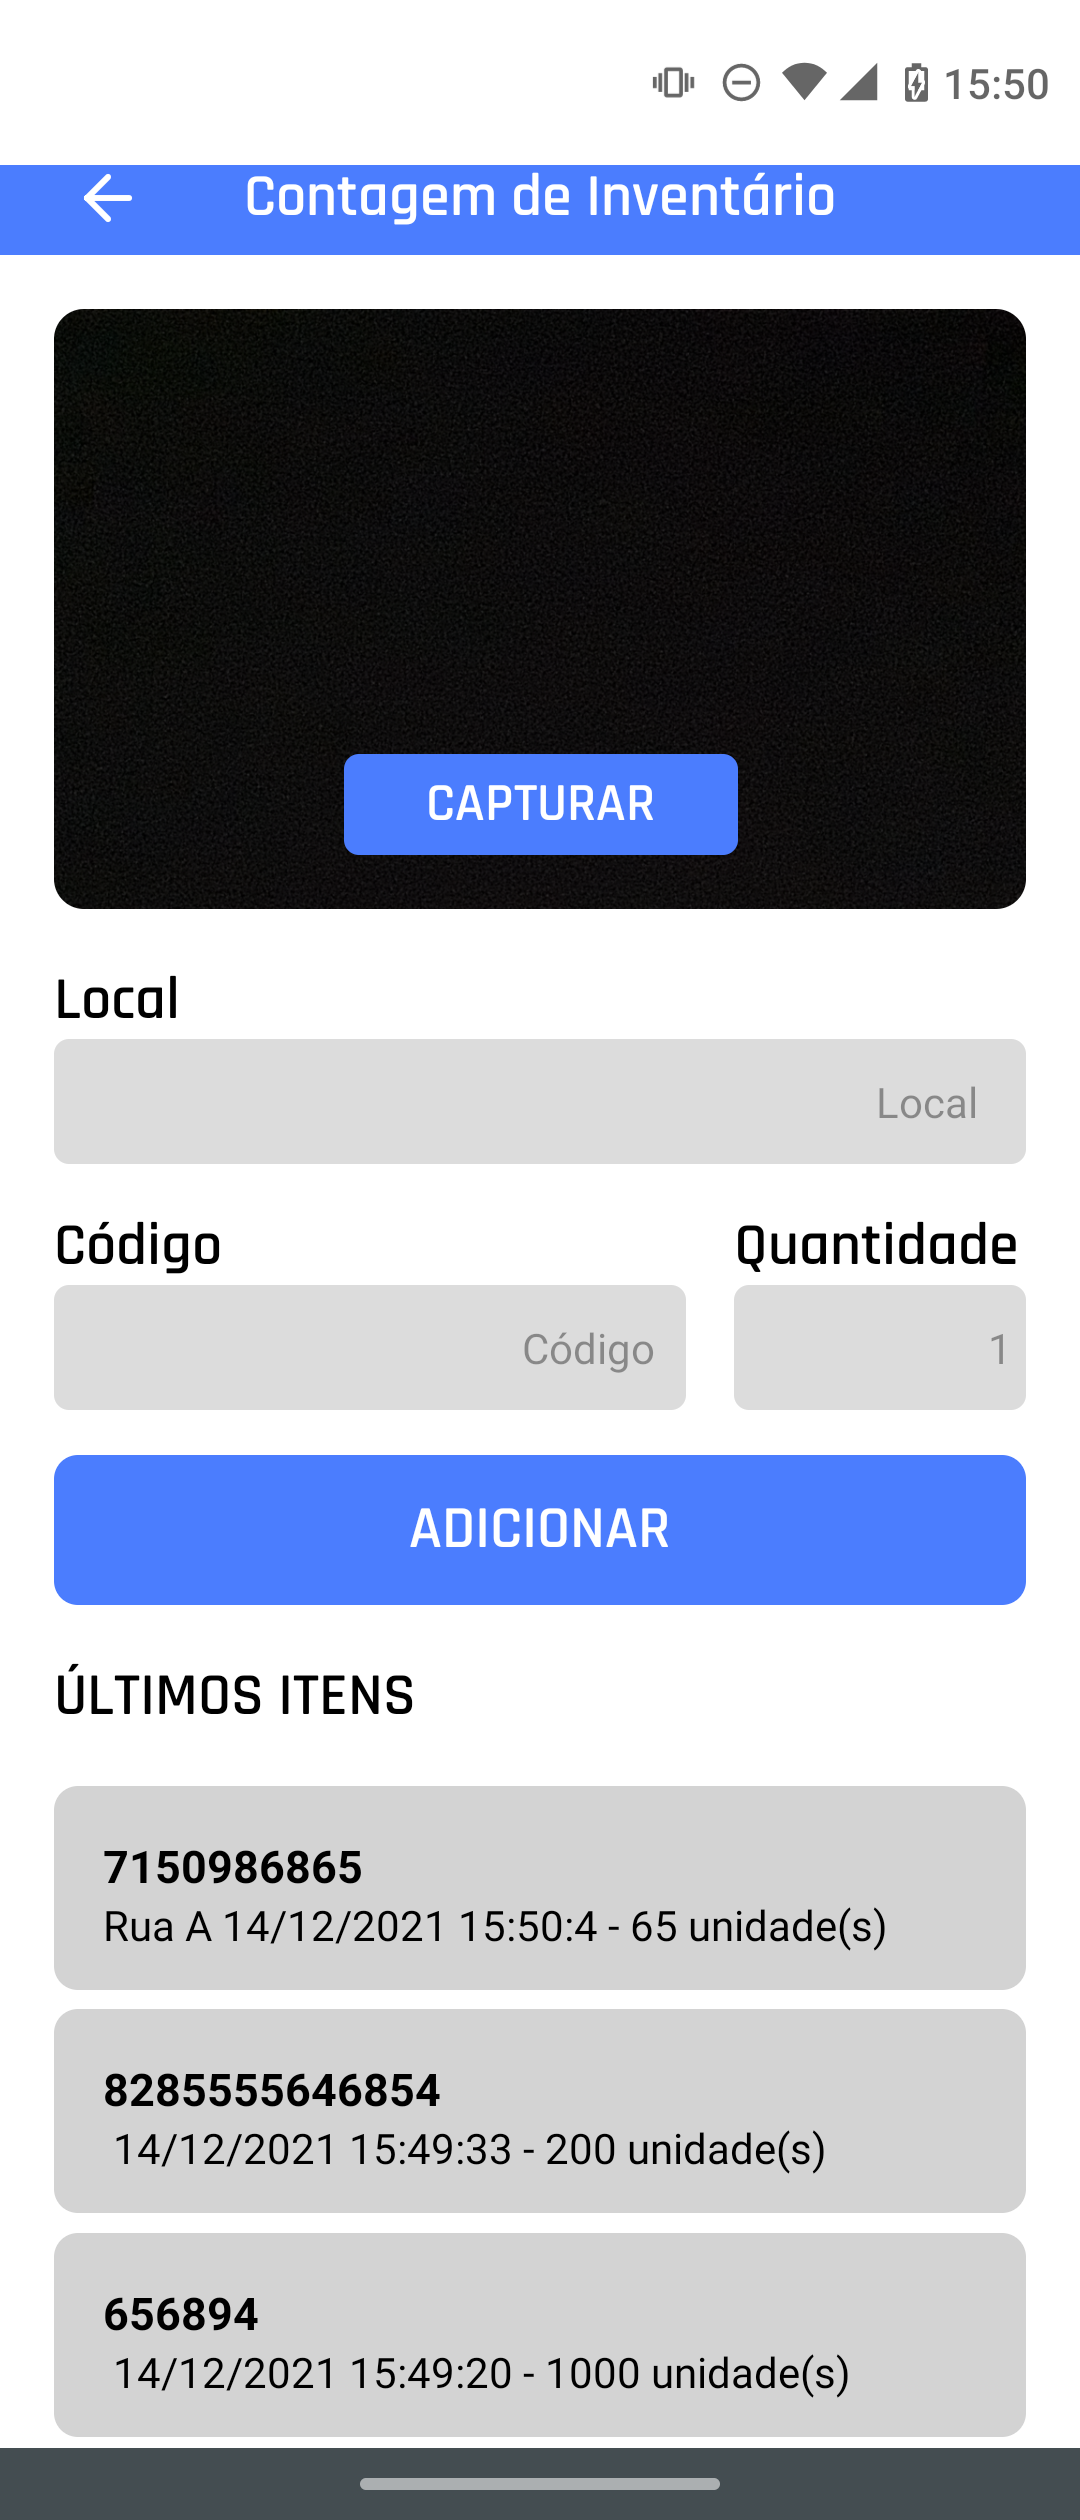 15:50
Contagem de Inventário
CAPTURAR
Local
Local
Código Quantidade
Código 1
ADICIONAR
ÚLTIMOS ITENS
7150986865
Rua A 14/12/2021 15:50:4 - 65 unidade(s)
8285555646854
14/12/2021 15:49:33 - 200 unidade(s)
656894
14/12/2021 15:49:20 - 1000 unidade(s)